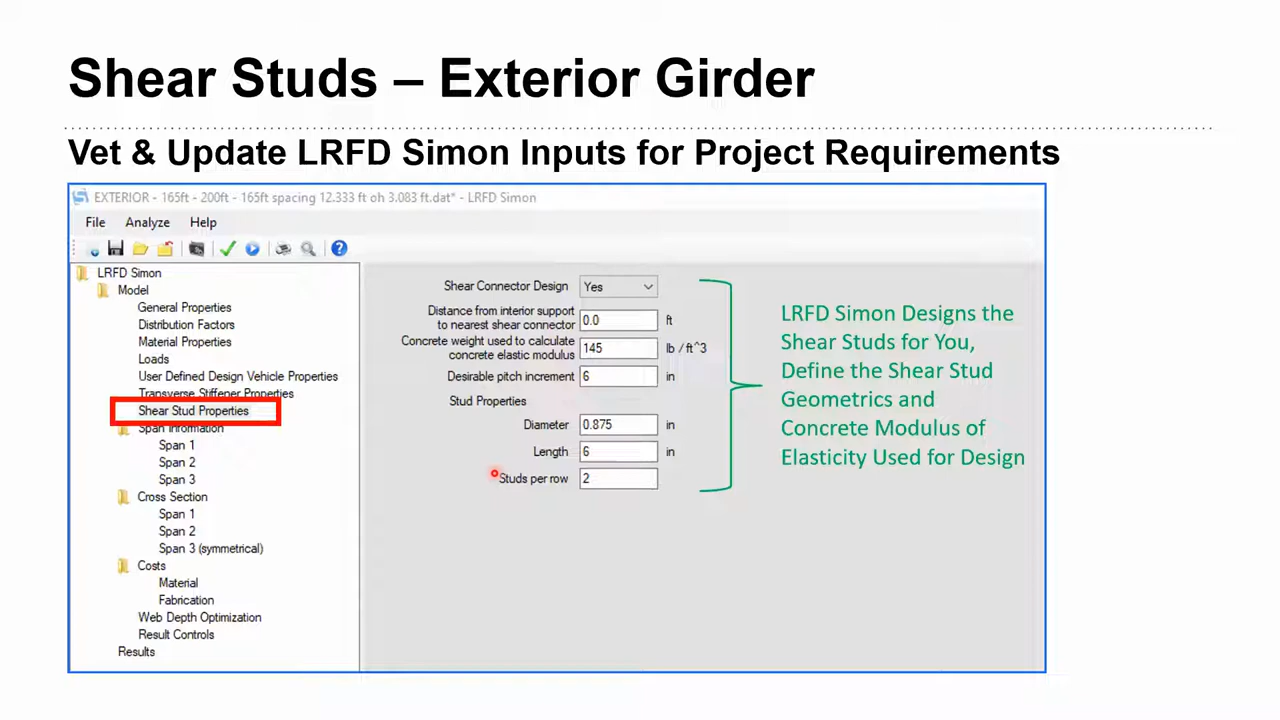 Shear Studs – Exterior Girder
Vet & Update LRFD Simon Inputs for Project Requirements
EXTERIOR - 165ft - 200ft - 165ft spacing 12.333 ft oh 3.083 ft.dat* - LRFD Simon
File Analyze Help
LRFD Simon
Model
General Properties
Distribution Factors
Material Properties
Loads
User Defined Design Vehicle Properties
Transverse Stiffener Properties
Shear Stud Properties
Span Information
Span 1
Span 2
Span 3
Cross Section
Span 1
Span 2
Span 3 (symmetrical)
Costs
Material
Fabrication
Web Depth Optimization
Result Controls
Results
Shear Connector Design Yes
Distance from interior support
to nearest shear connector 0.0 ft
Concrete weight used to calculate
concrete elastic modulus 145 lb / ft^3
Desirable pitch increment 6 in
Stud Properties
Diameter 0.875 in
Length 6 in
Studs per row 2
LRFD Simon Designs the
Shear Studs for You,
Define the Shear Stud
Geometrics and
Concrete Modulus of
Elasticity Used for Design